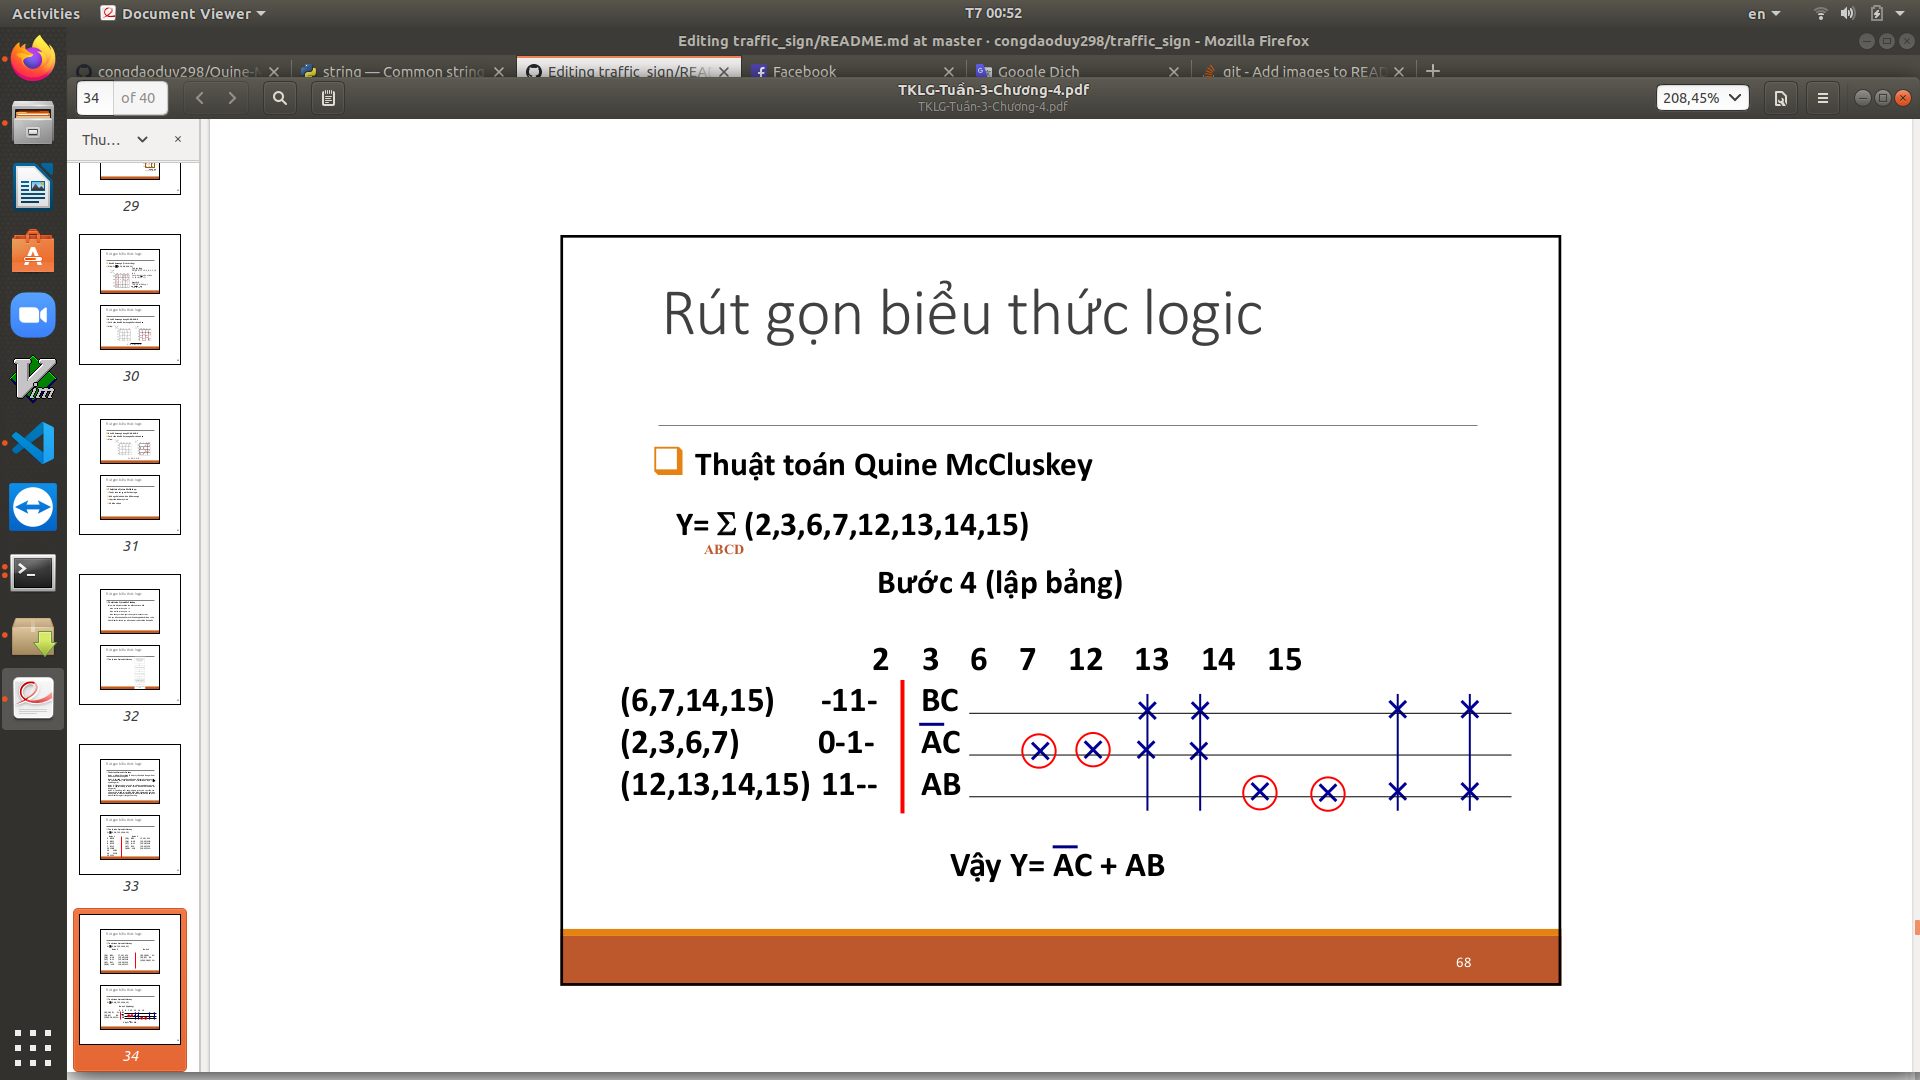 Activities
Document Viewer
T7 00:52
en
Editing traffic_sign/README.md at master · congdaoduy298/traffic_sign - Mozilla Firefox
congdaoduy298/Quine-
string — Common string
Editing traffic_sign/REA
Facebook
Google Dịch
git - Add images to READ
34 of 40
TKLG-Tuần-3-Chương-4.pdf
TKLG-Tuần-3-Chương-4.pdf
208,45%
Thu...
29
30
31
32
33
34
Rút gọn biểu thức logic
Thuật toán Quine McCluskey
Y= Σ (2,3,6,7,12,13,14,15)
ABCD
Bước 4 (lập bảng)
2 3 6 7 12 13 14 15
(6,7,14,15) -11- BC
(2,3,6,7) 0-1- A̅C
(12,13,14,15) 11-- AB
Vậy Y= A̅C + AB
68